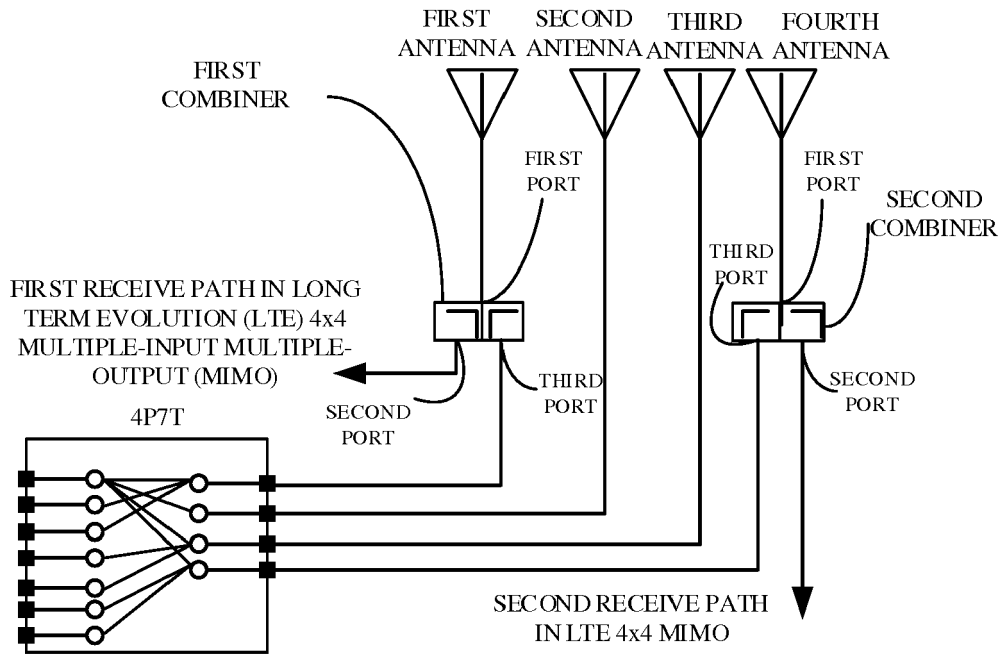 FIRST
ANTENNA
SECOND
ANTENNA
THIRD
ANTENNA
FOURTH
ANTENNA
FIRST
COMBINER
FIRST
PORT
FIRST
PORT
SECOND
COMBINER
THIRD
PORT
FIRST RECEIVE PATH IN LONG
TERM EVOLUTION (LTE) 4x4
MULTIPLE-INPUT MULTIPLE-
OUTPUT (MIMO)
SECOND
PORT
THIRD
PORT
SECOND
PORT
4P7T
SECOND RECEIVE PATH
IN LTE 4x4 MIMO